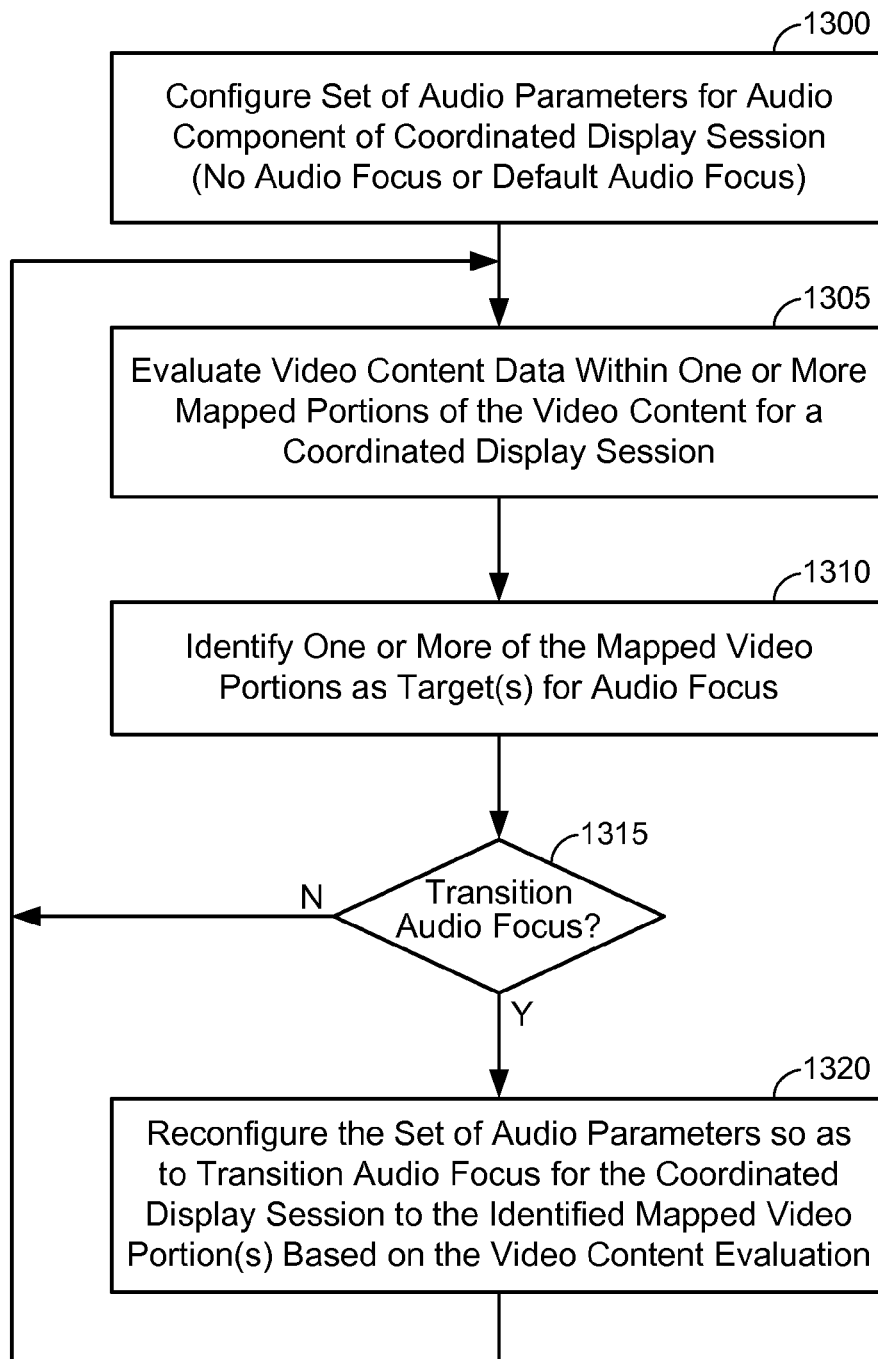 1300
Configure Set of Audio Parameters for Audio
Component of Coordinated Display Session
(No Audio Focus or Default Audio Focus)
1305
Evaluate Video Content Data Within One or More
Mapped Portions of the Video Content for a
Coordinated Display Session
1310
Identify One or More of the Mapped Video
Portions as Target(s) for Audio Focus
1315
Transition
Audio Focus?
N
Y
1320
Reconfigure the Set of Audio Parameters so as
to Transition Audio Focus for the Coordinated
Display Session to the Identified Mapped Video
Portion(s) Based on the Video Content Evaluation